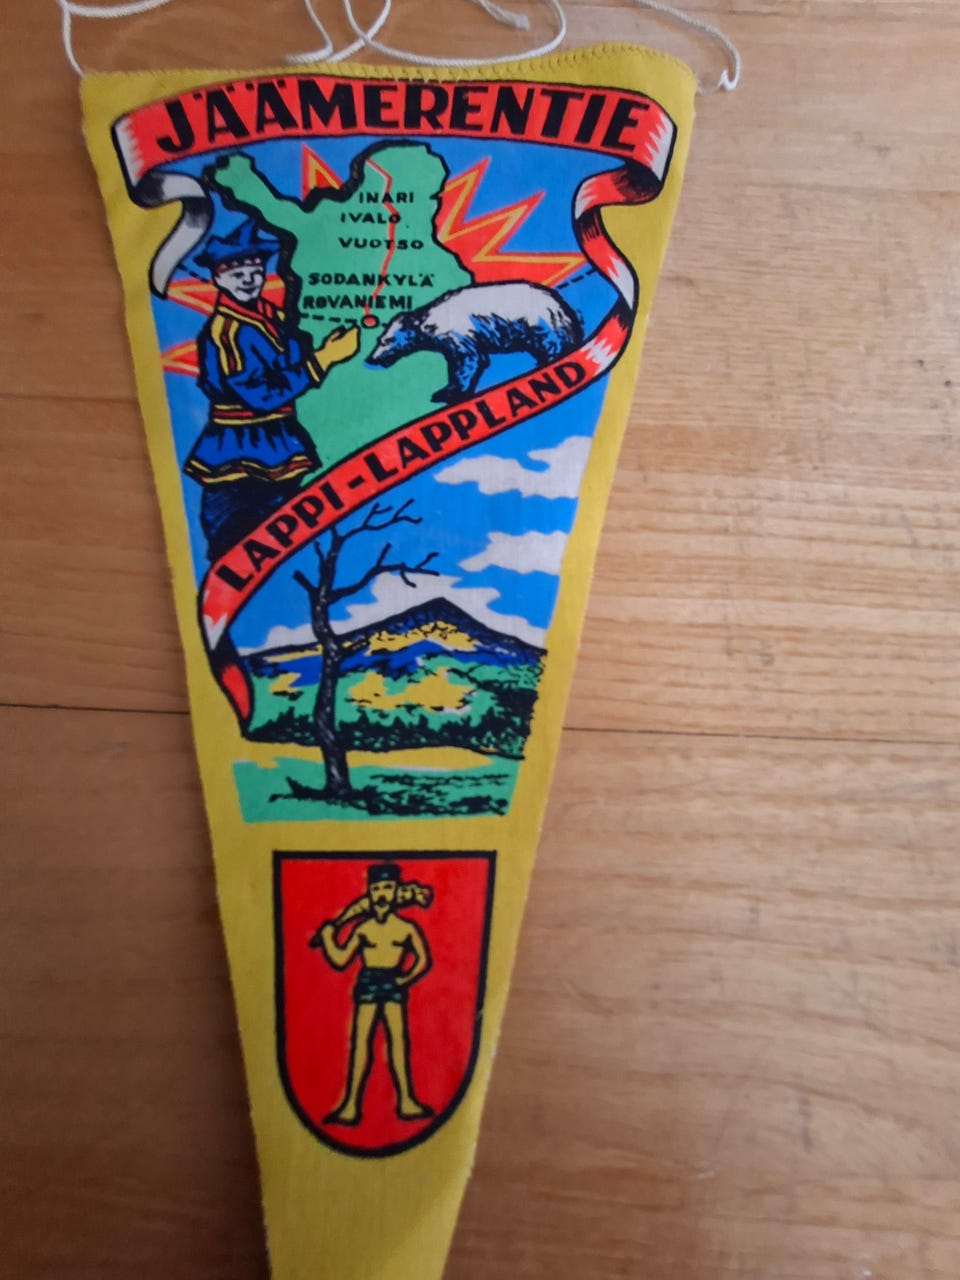 JÄÄMERENTIE
INARI
IVALO
VUOTSO
SODANKYLÄ
ROVANIEMI
LAPPI-LAPPLAND